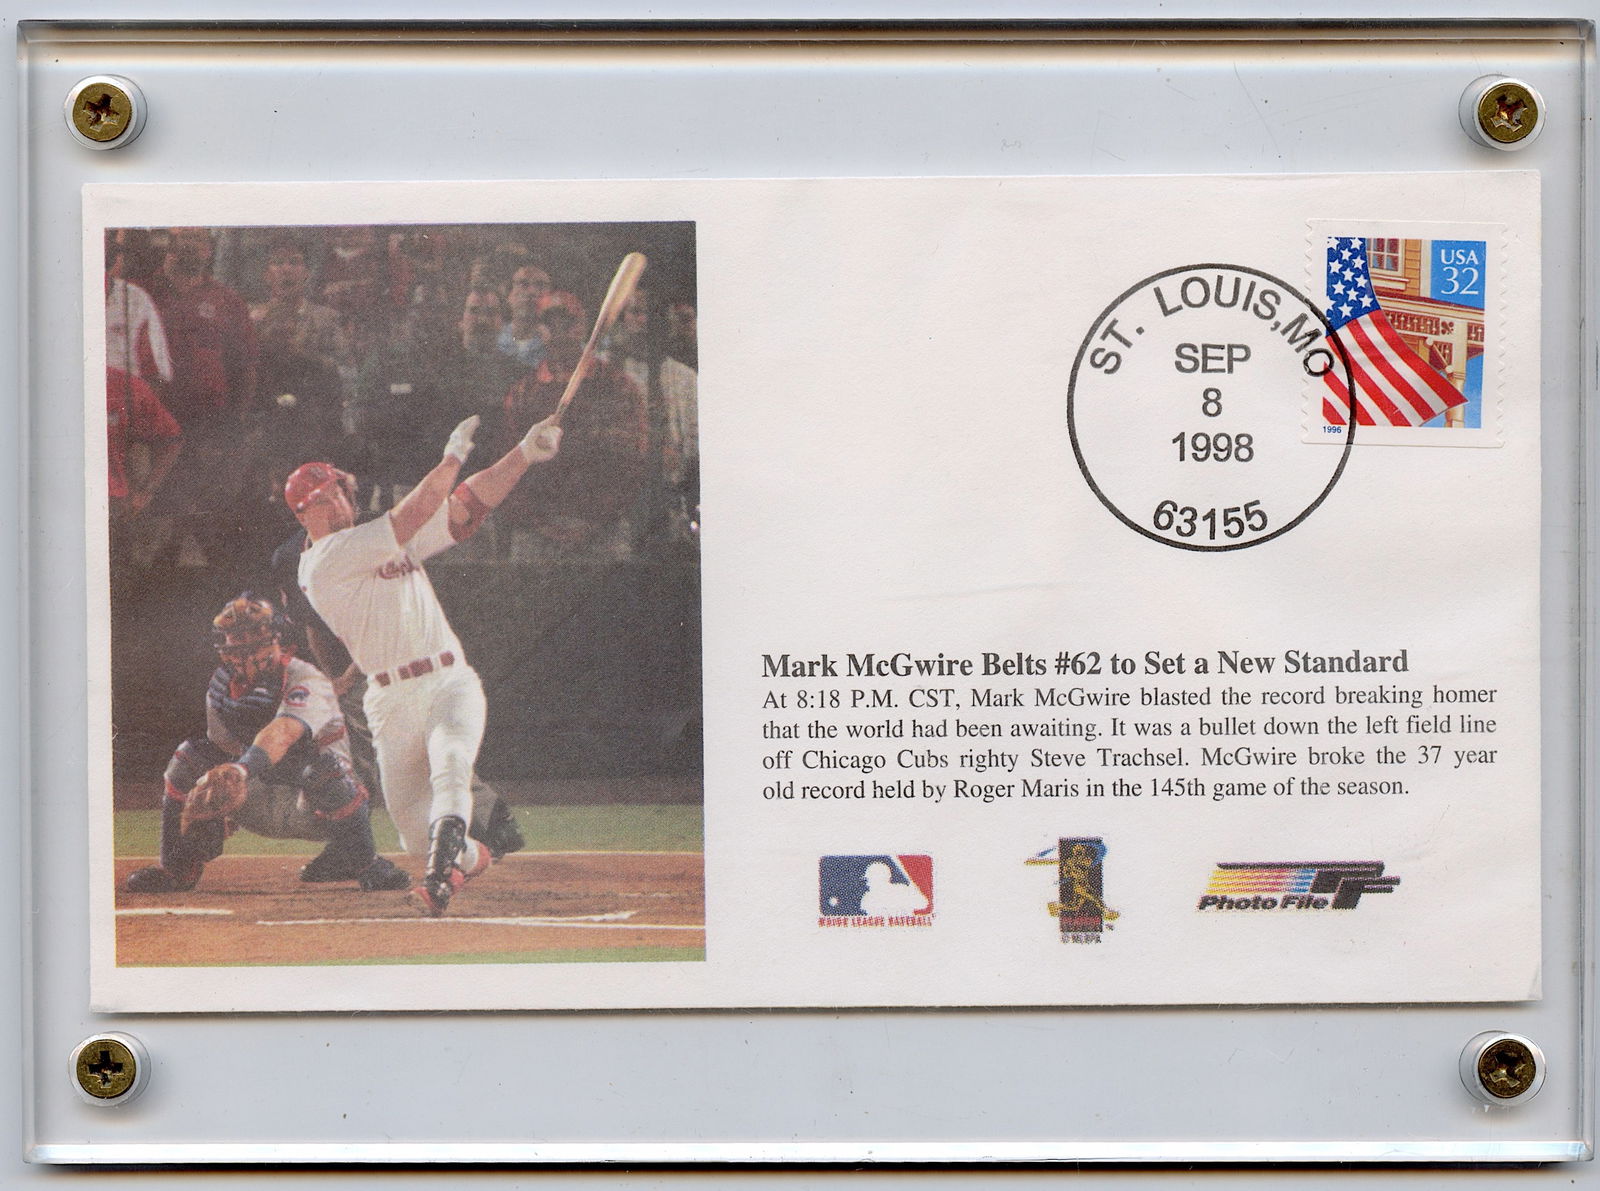 USA
32
1996
ST. LOUIS, MO
SEP
8
1998
63155
Mark McGwire Belts #62 to Set a New Standard
At 8:18 P.M. CST, Mark McGwire blasted the record breaking homer
that the world had been awaiting. It was a bullet down the left field line
off Chicago Cubs righty Steve Trachsel. McGwire broke the 37 year
old record held by Roger Maris in the 145th game of the season.
MAJOR LEAGUE BASEBALL
Photo File